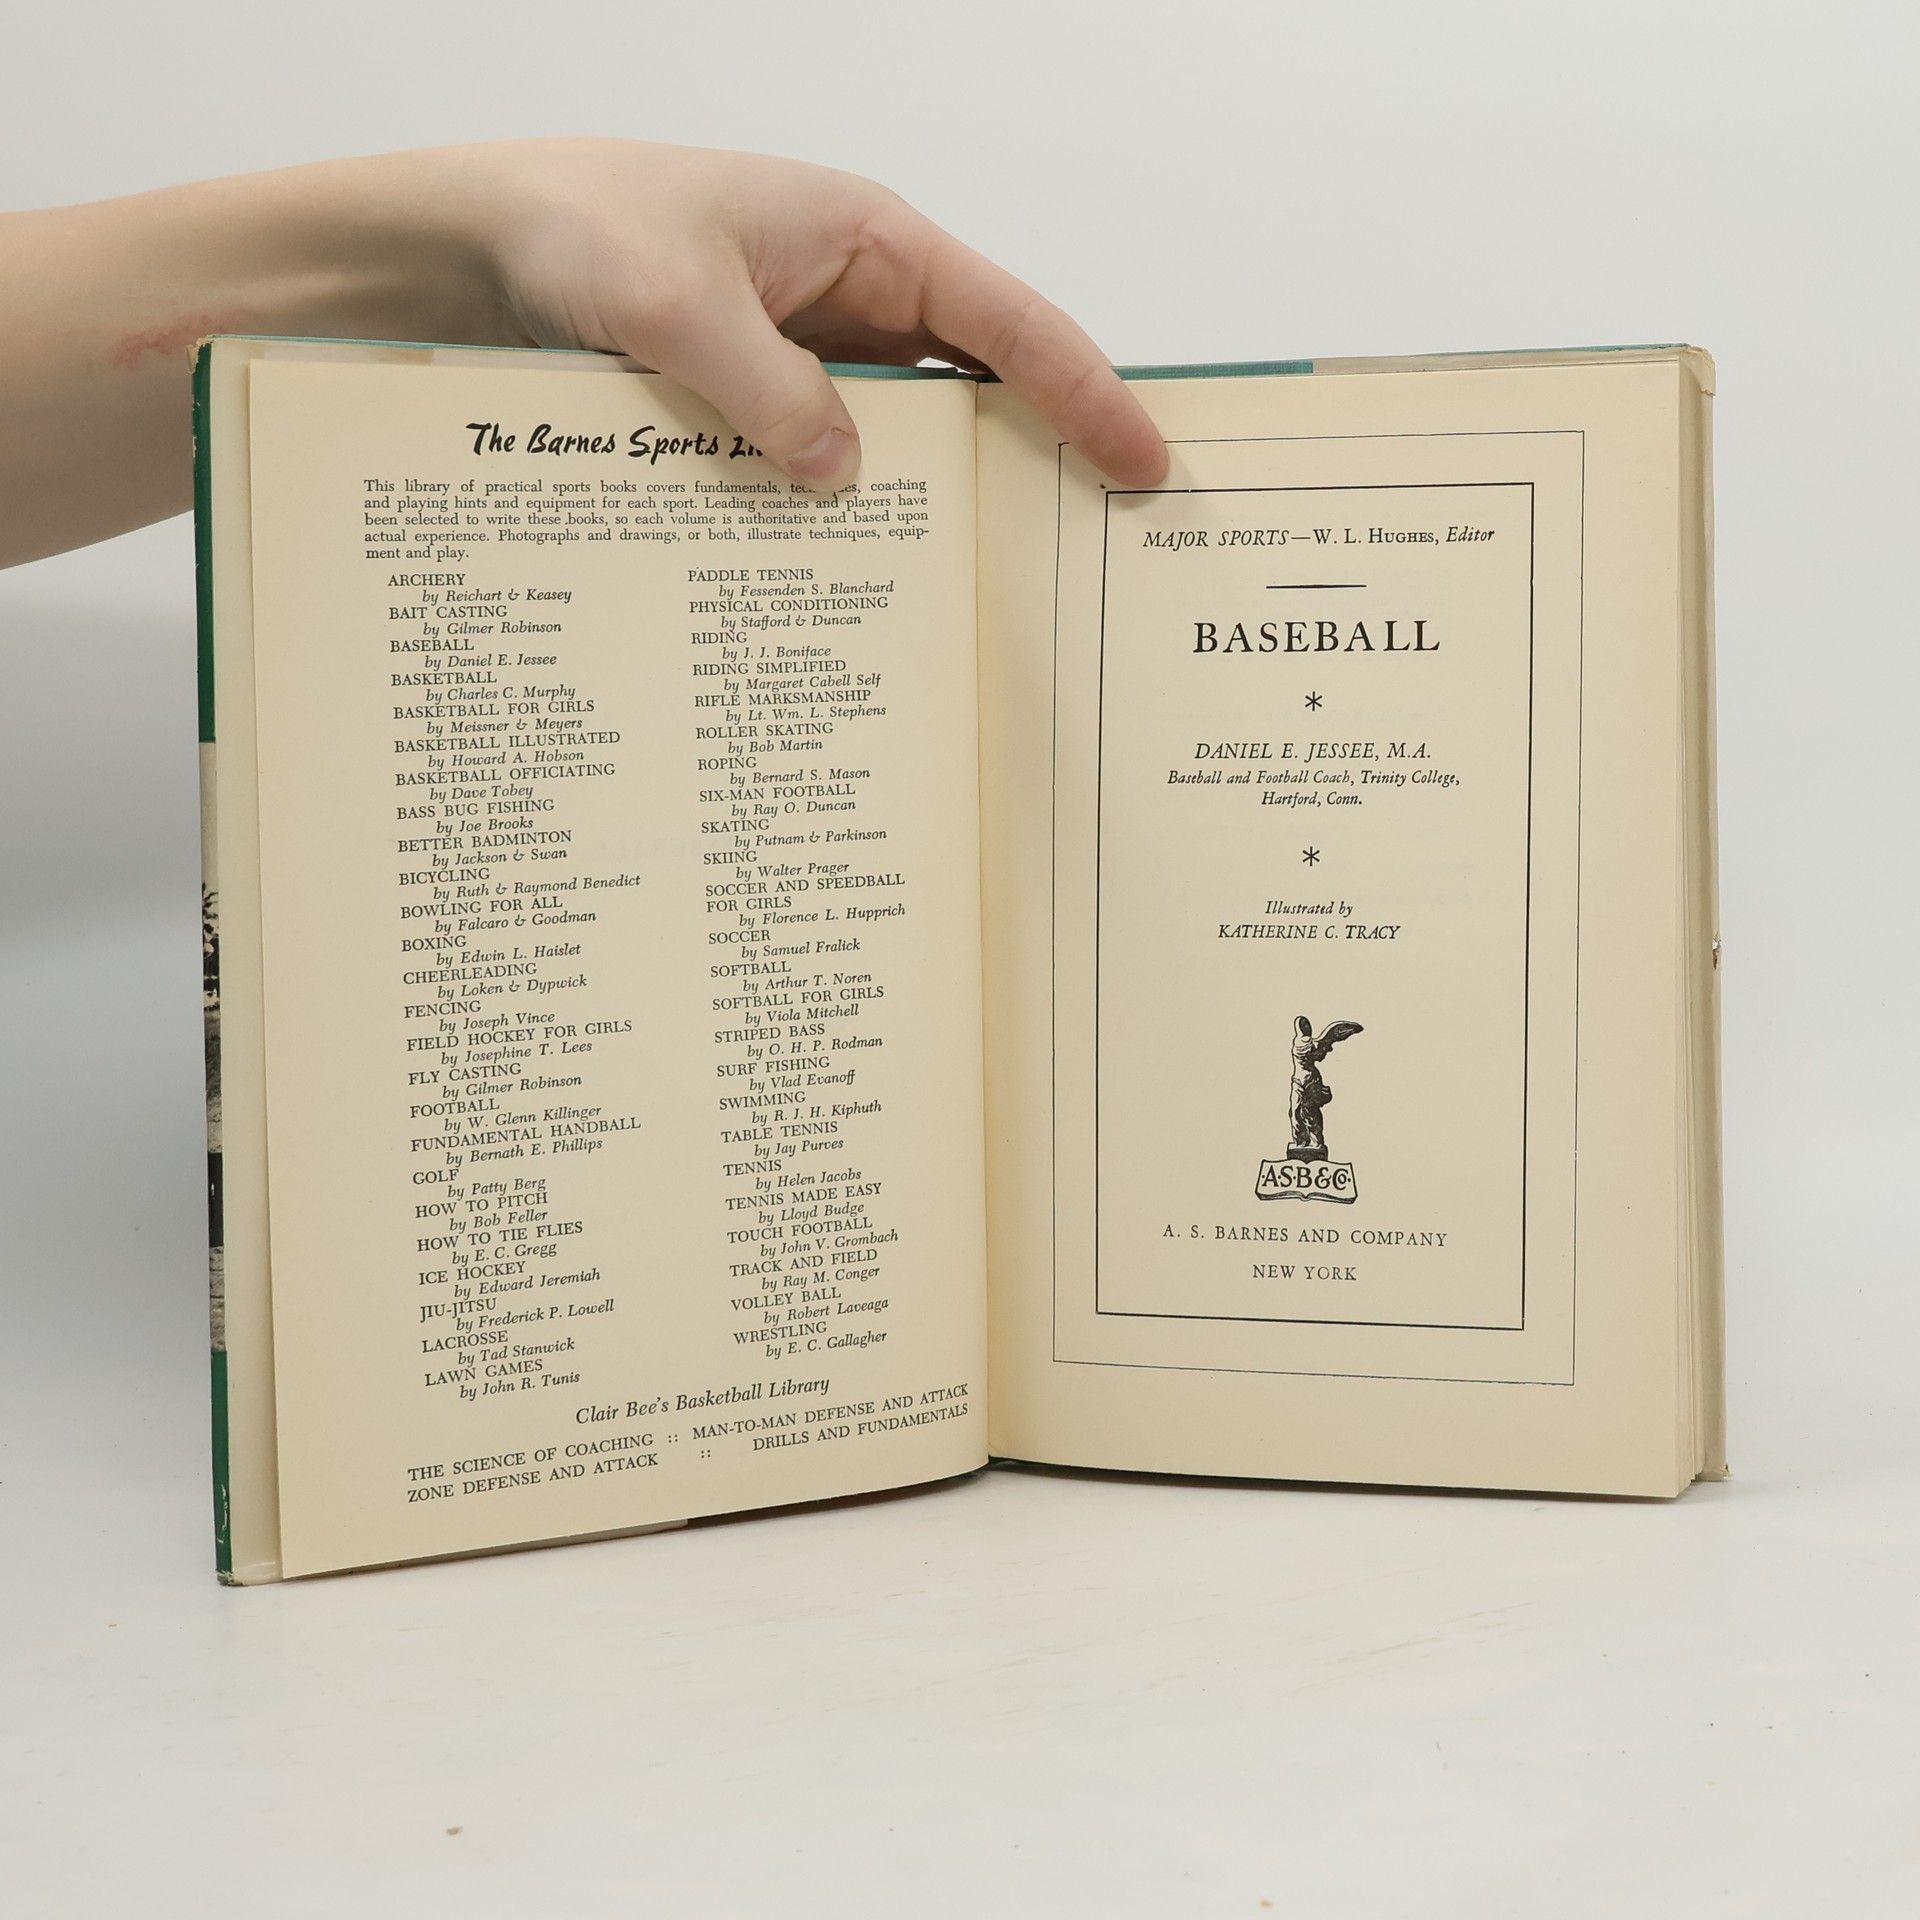 The Barnes Sports
This library of practical sports books covers fundamentals, coaching
and playing hints and equipment for each sport. Leading coaches and players have
been selected to write these books, so each volume is authoritative and based upon
actual experience. Photographs and drawings, or both, illustrate techniques, equip-
ment and play.
ARCHERY
by Reichart & Keasey
BAIT CASTING
by Gilmer Robinson
BASEBALL
by Daniel E. Jessee
BASKETBALL
by Charles C. Murphy
BASKETBALL FOR GIRLS
by Meissner & Meyers
BASKETBALL ILLUSTRATED
by Howard A. Hobson
BASKETBALL OFFICIATING
by Dave Tobey
BASS BUG FISHING
by Joe Brooks
BETTER BADMINTON
by Jackson & Swan
BICYCLING
by Ruth & Raymond Benedict
BOWLING FOR ALL
by Falcaro & Goodman
BOXING
by Edwin L. Haislet
CHEERLEADING
by Loken & Dypwick
FENCING
by Joseph Vince
FIELD HOCKEY FOR GIRLS
by Josephine T. Lees
FLY CASTING
by Gilmer Robinson
FOOTBALL
by W. Glenn Killinger
FUNDAMENTAL HANDBALL
by Bernath E. Phillips
GOLF
by Patty Berg
HOW TO PITCH
by Bob Feller
HOW TO TIE FLIES
by E. C. Gregg
ICE HOCKEY
by Edward Jeremiah
JIU-JITSU
by Frederick P. Lowell
LACROSSE
by Tad Stanwick
LAWN GAMES
by John R. Tunis
PADDLE TENNIS
by Fessenden S. Blanchard
PHYSICAL CONDITIONING
by Stafford & Duncan
RIDING
by J. J. Boniface
RIDING SIMPLIFIED
by Margaret Cabell Self
RIFLE MARKSMANSHIP
by Lt. Wm. L. Stephens
ROLLER SKATING
by Bob Martin
ROPING
by Bernard S. Mason
SIX-MAN FOOTBALL
by Ray O. Duncan
SKATING
by Putnam & Parkinson
SKIING
by Walter Prager
SOCCER AND SPEEDBALL
FOR GIRLS
by Florence L. Hupprich
SOCCER
by Samuel Fralick
SOFTBALL
by Arthur T. Noren
SOFTBALL FOR GIRLS
by Viola Mitchell
STRIPED BASS
by O. H. P. Rodman
SURF FISHING
by Vlad Evanoff
SWIMMING
by R. J. H. Kiphuth
TABLE TENNIS
by Jay Purves
TENNIS
by Helen Jacobs
TENNIS MADE EASY
by Lloyd Budge
TOUCH FOOTBALL
by John V. Grombach
TRACK AND FIELD
by Ray M. Conger
VOLLEY BALL
by Robert Laveaga
WRESTLING
by E. C. Gallagher
Clair Bee's Basketball Library
THE SCIENCE OF COACHING :: MAN-TO-MAN DEFENSE AND ATTACK
ZONE DEFENSE AND ATTACK :: DRILLS AND FUNDAMENTALS
MAJOR SPORTS—W. L. HUGHES, Editor
BASEBALL
*
DANIEL E. JESSEE, M.A.
Baseball and Football Coach, Trinity College,
Hartford, Conn.
*
Illustrated by
KATHERINE C. TRACY
A·S·B&Co·
A. S. BARNES AND COMPANY
NEW YORK